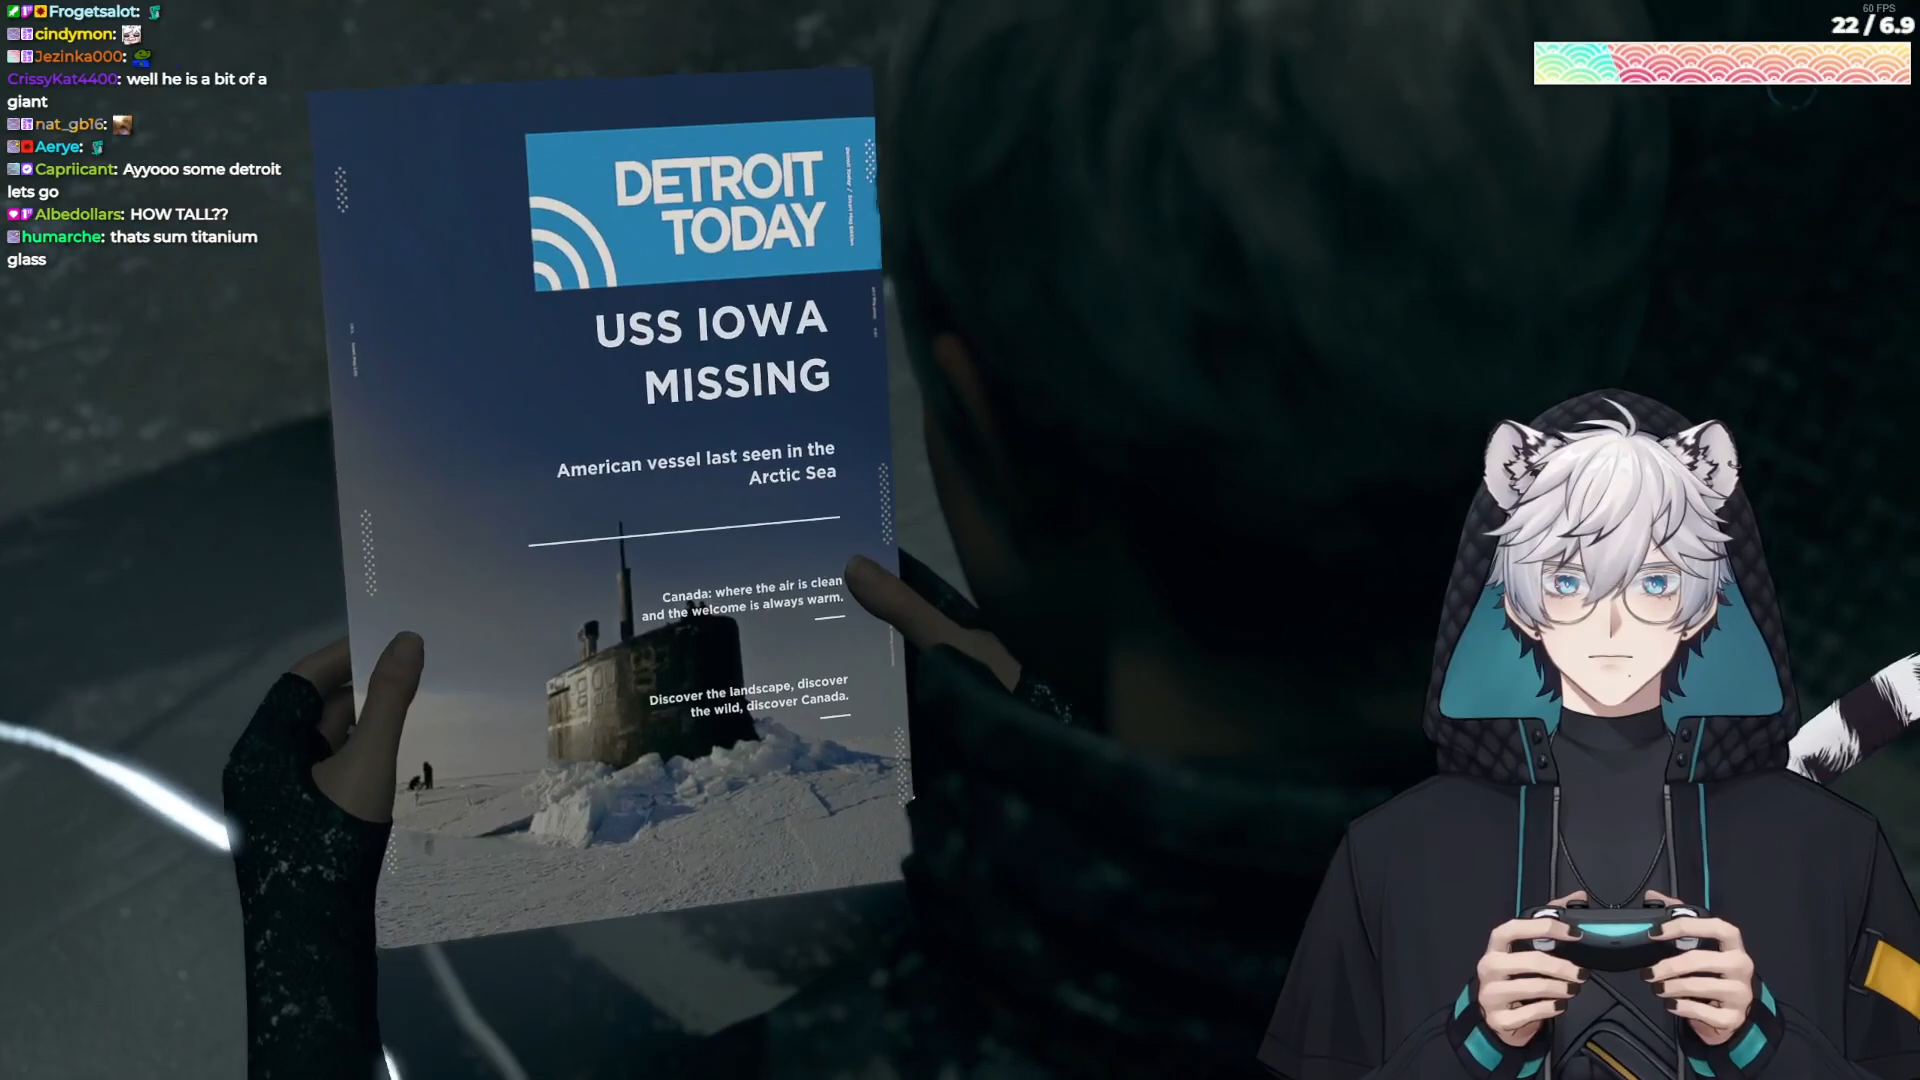 Frogetsalot:
cindymon:
Jezinka000:
CrissyKat4400: well he is a bit of a
giant
nat_gb16:
Aerye:
Capriicant: Ayyooo some detroit
lets go
Albedollars: HOW TALL??
humarche: thats sum titanium
glass
60 FPS
22 / 6.9
DETROIT
TODAY
USS IOWA
MISSING
American vessel last seen in the
Arctic Sea
Canada: where the air is clean
and the welcome is always warm.
Discover the landscape, discover
the wild, discover Canada.